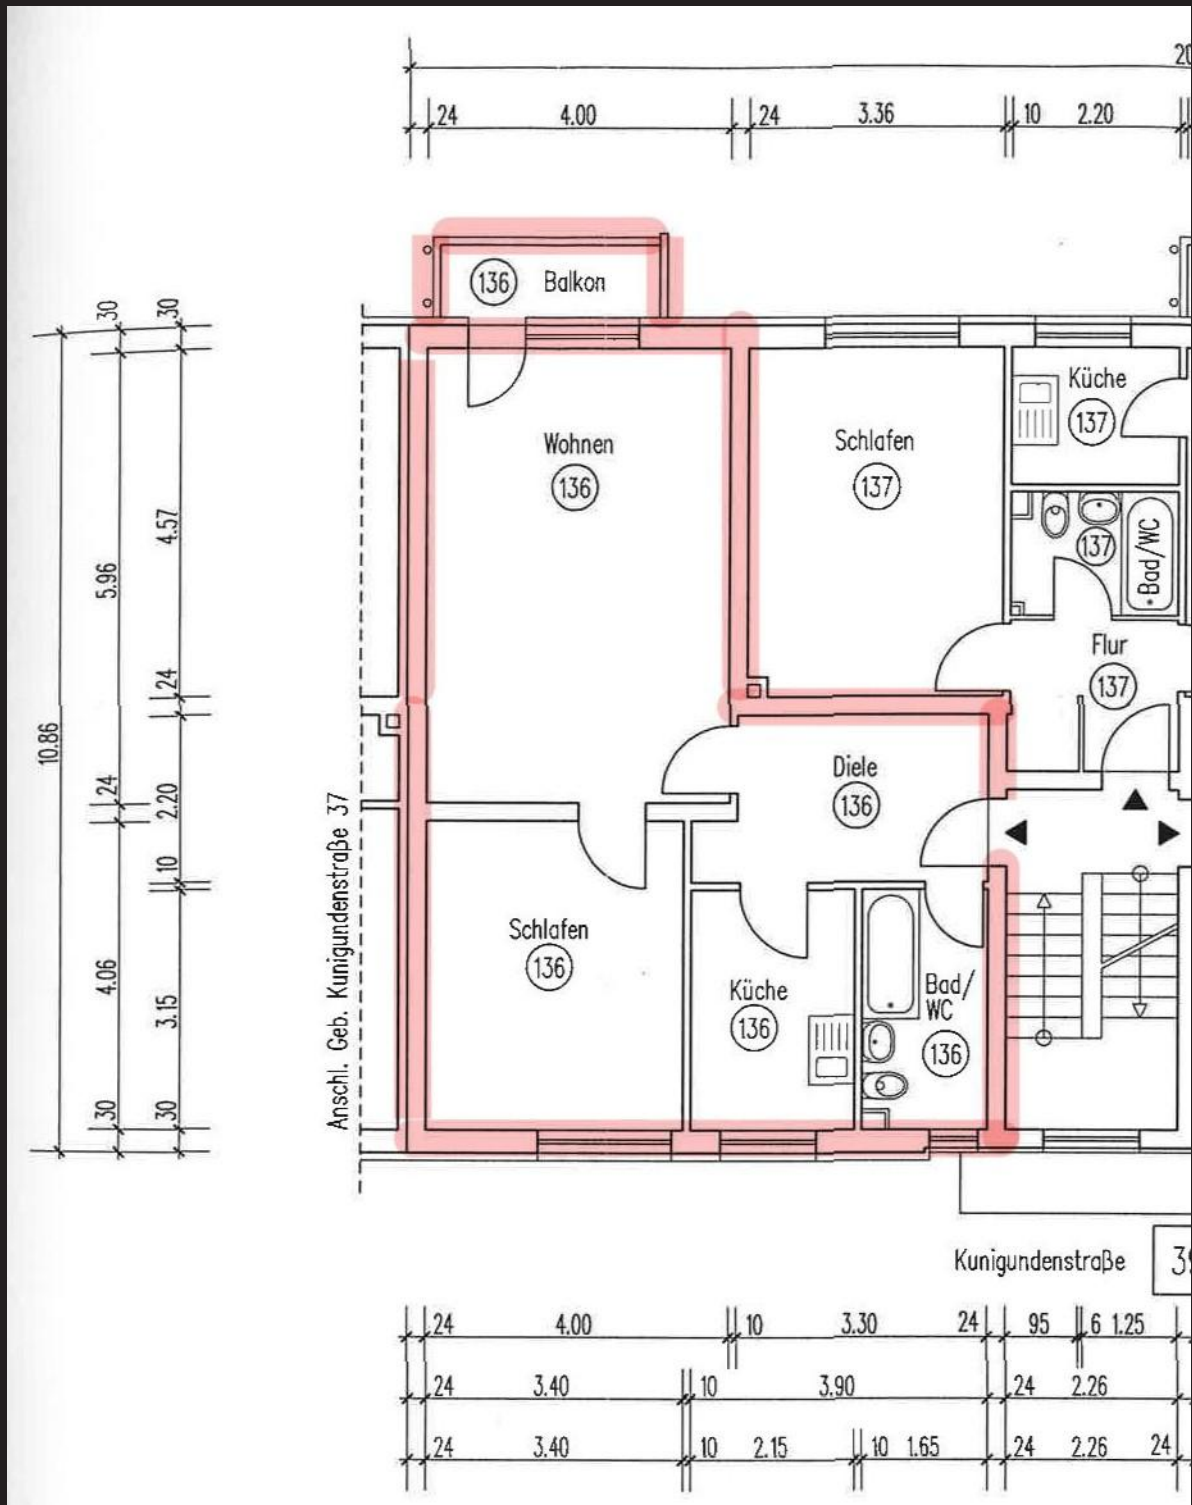 20
24 4.00 24 3.36 10 2.20
136 Balkon
30 30
Küche
137
Wohnen
136
Schlafen
137
4.57
5.96
137
Bad/WC
Flur
137
24
10.86
24
2.20
10
Diele
136
Anschl. Geb. Kunigundenstraße 37
Schlafen
136
4.06
3.15
Küche
136
Bad/
WC
136
30 30
Kunigundenstraße 39
24 4.00 10 3.30 24 95 6 1.25
24 3.40 10 3.90 24 2.26
24 3.40 10 2.15 10 1.65 24 2.26 24